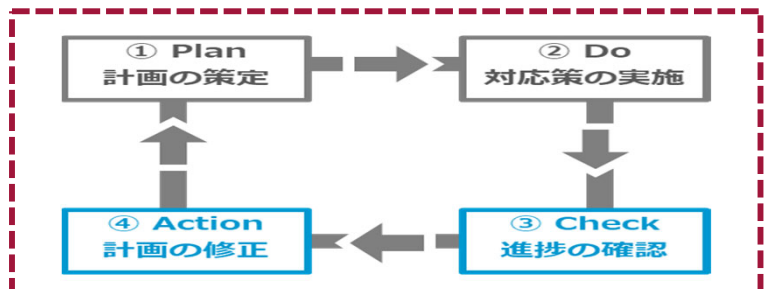 ① Plan
計画の策定
② Do
対応策の実施
④ Action
計画の修正
③ Check
進捗の確認